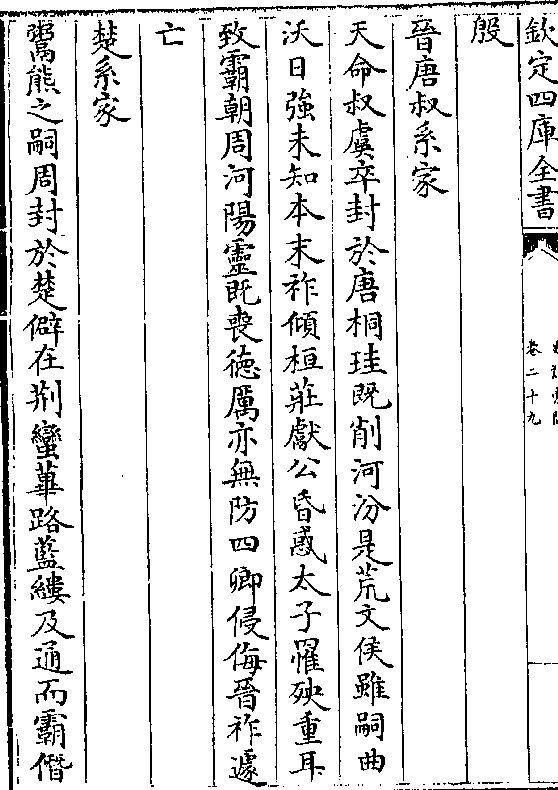 欽定四庫全書
卷二十九
殷
晉唐叔系家
天命叔虞卒封於唐桐珪既削河汾是荒文侯雖嗣曲
沃日強未知本末祚傾桓莊獻公昏惑太子罹殃重耳
致霸朝周河陽靈既喪德厲亦無防四卿侵侮晉祚遽
亡
楚系家
鬻熊之嗣周封於楚僻在荆蠻蓽路藍縷及通而霸僭